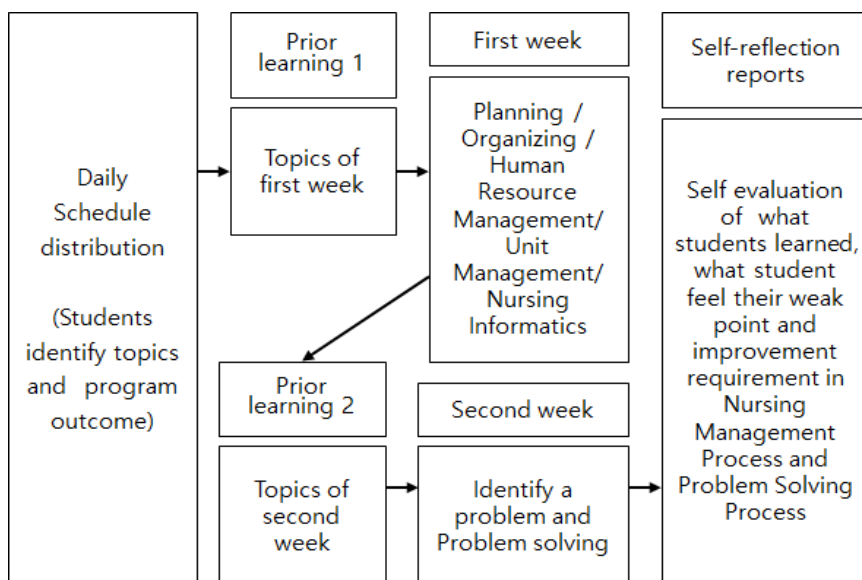 Daily
Schedule
distribution
(Students
identify topics
and program
outcome)
Prior
learning 1
Topics of
first week
First week
Planning /
Organizing /
Human
Resource
Management/
Unit
Management/
Nursing
Informatics
Prior
learning 2
Topics of
second
week
Second week
Identify a
problem and
Problem solving
Self-reflection
reports
Self evaluation
of what
students learned,
what student
feel their weak
point and
improvement
requirement in
Nursing
Management
Process and
Problem Solving
Process